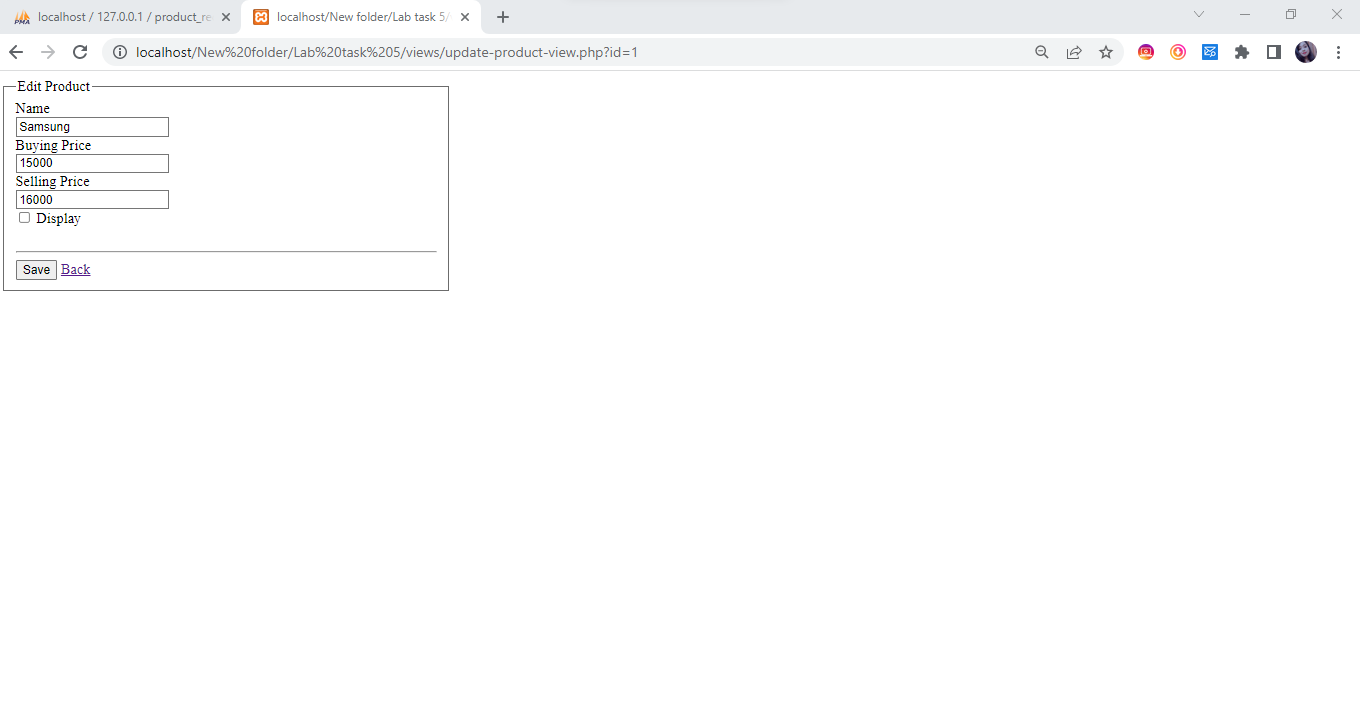 PMA localhost / 127.0.0.1 / product_re
localhost/New folder/Lab task 5/
localhost/New%20folder/Lab%20task%205/views/update-product-view.php?id=1
Edit Product
Name
Samsung
Buying Price
15000
Selling Price
16000
Display
Save Back